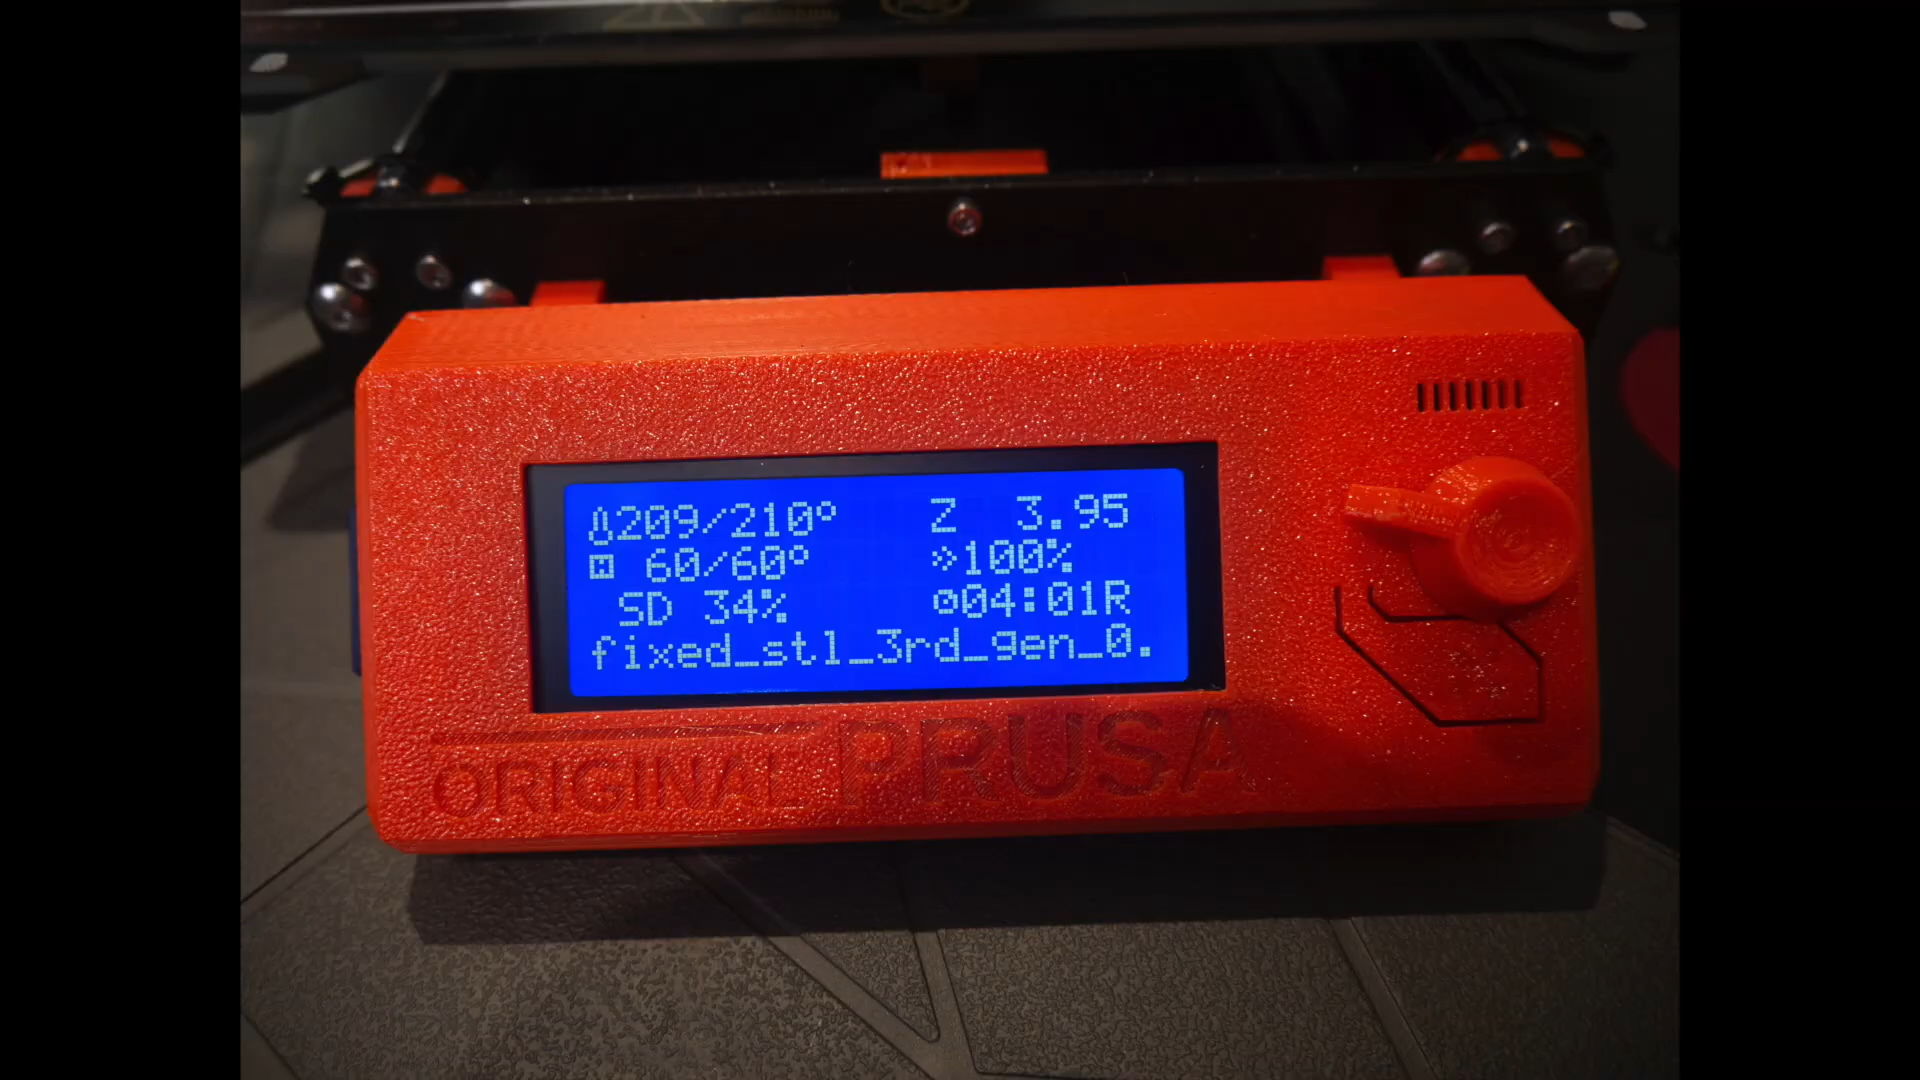 209/210° Z 3.95
60/60° 100%
SD 34% 04:01R
fixed_stl_3rd_gen_0.
ORIGINAL PRUSA